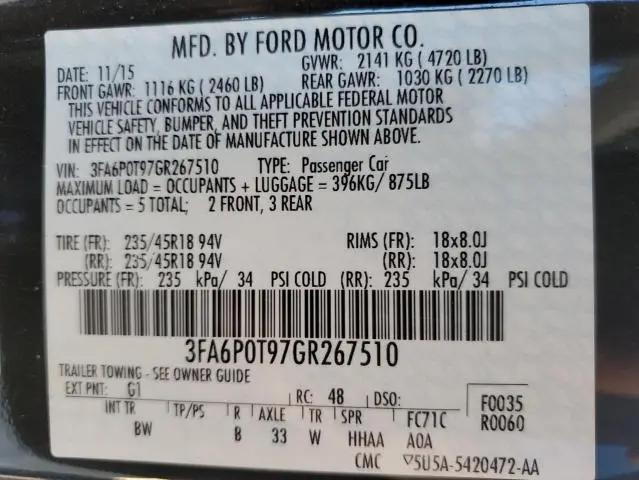 MFD. BY FORD MOTOR CO.
DATE: 11/15 GVWR: 2141 KG ( 4720 LB)
FRONT GAWR: 1116 KG ( 2460 LB) REAR GAWR: 1030 KG ( 2270 LB)
THIS VEHICLE CONFORMS TO ALL APPLICABLE FEDERAL MOTOR
VEHICLE SAFETY, BUMPER, AND THEFT PREVENTION STANDARDS
IN EFFECT ON THE DATE OF MANUFACTURE SHOWN ABOVE.
VIN: 3FA6P0T97GR267510 TYPE: Passenger Car
MAXIMUM LOAD = OCCUPANTS + LUGGAGE = 396KG/ 875LB
OCCUPANTS = 5 TOTAL; 2 FRONT, 3 REAR
TIRE (FR): 235/45R18 94V RIMS (FR): 18x8.0J
(RR): 235/45R18 94V (RR): 18x8.0J
PRESSURE (FR): 235 kPa/ 34 PSI COLD (RR): 235 kPa/ 34 PSI COLD
3FA6P0T97GR267510
TRAILER TOWING - SEE OWNER GUIDE
EXT PNT: G1 RC: 48 DSO: F0035
INT TR TP/PS R AXLE TR SPR FC71C R0060
BW B 33 W HHAA AOA
CMC ▽5U5A-5420472-AA